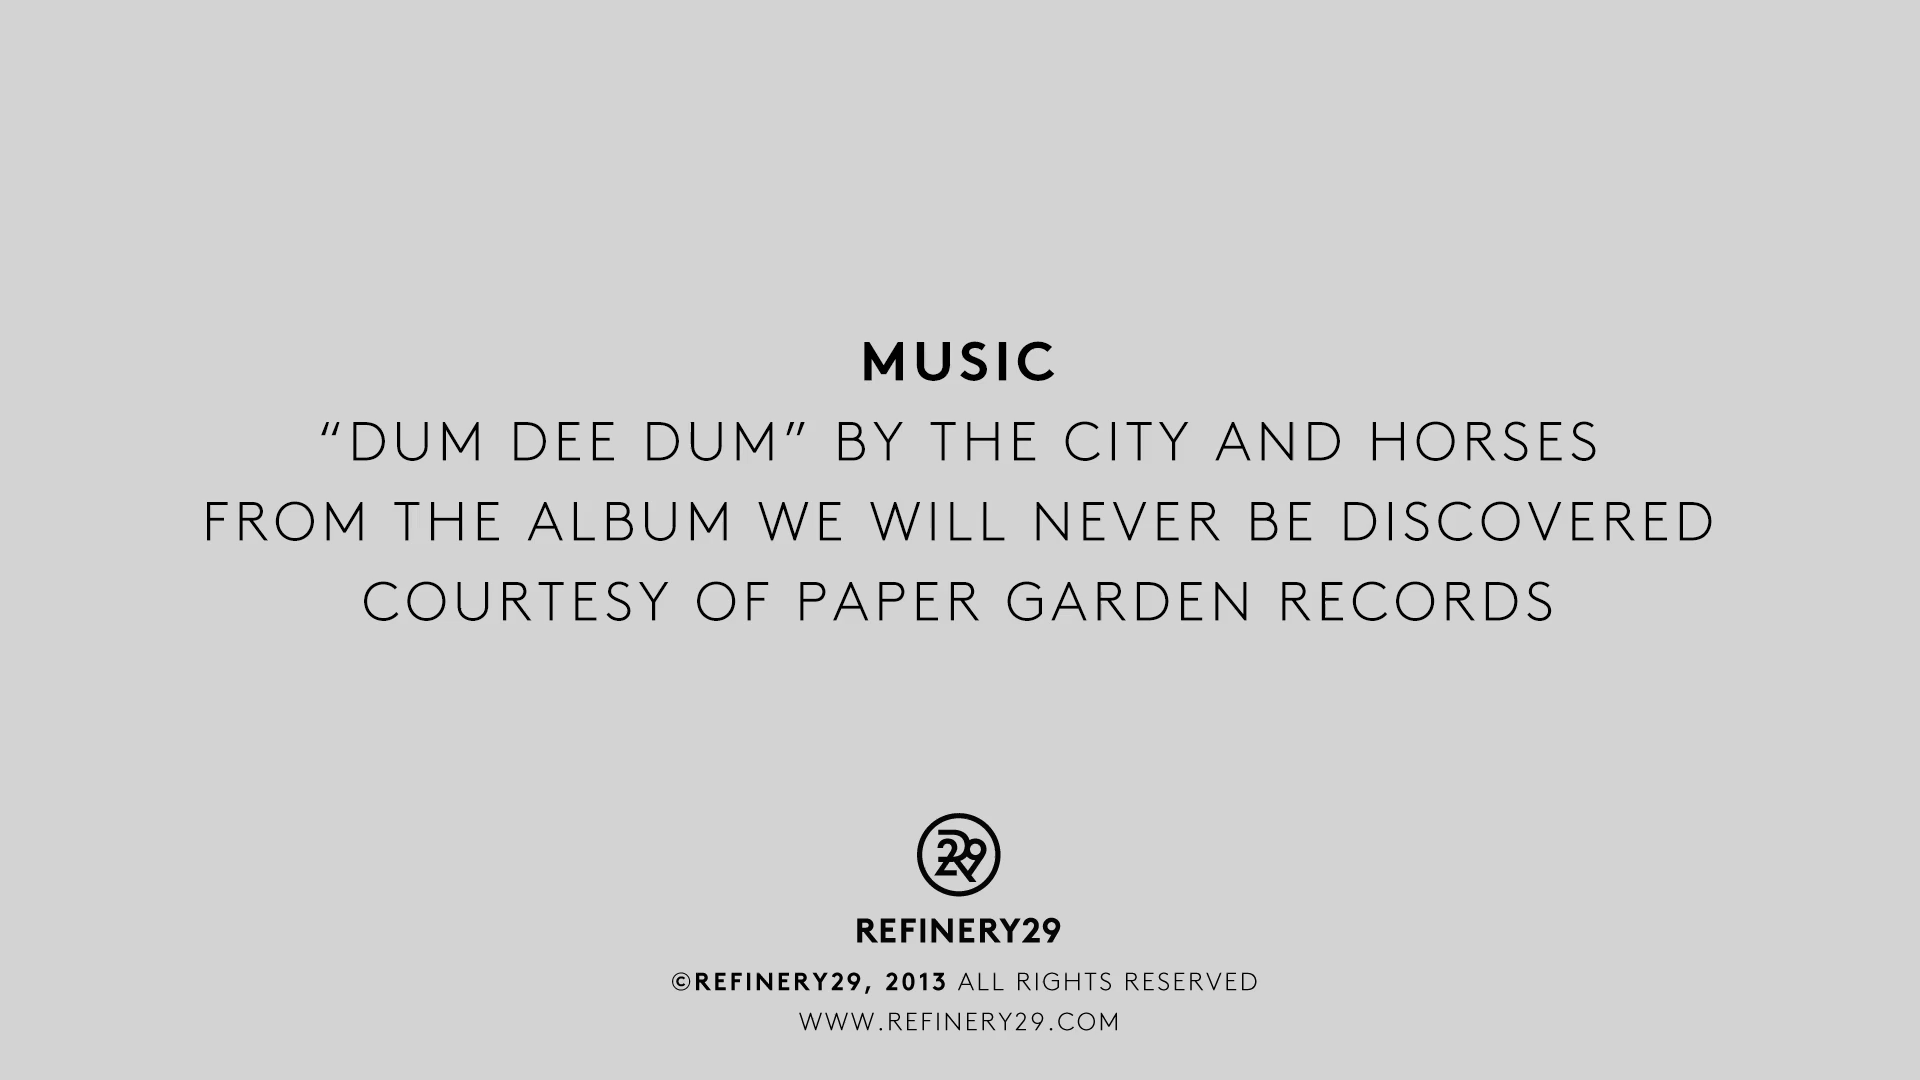 MUSIC
“DUM DEE DUM” BY THE CITY AND HORSES
FROM THE ALBUM WE WILL NEVER BE DISCOVERED
COURTESY OF PAPER GARDEN RECORDS
R29
REFINERY29
©REFINERY29, 2013 ALL RIGHTS RESERVED
WWW.REFINERY29.COM